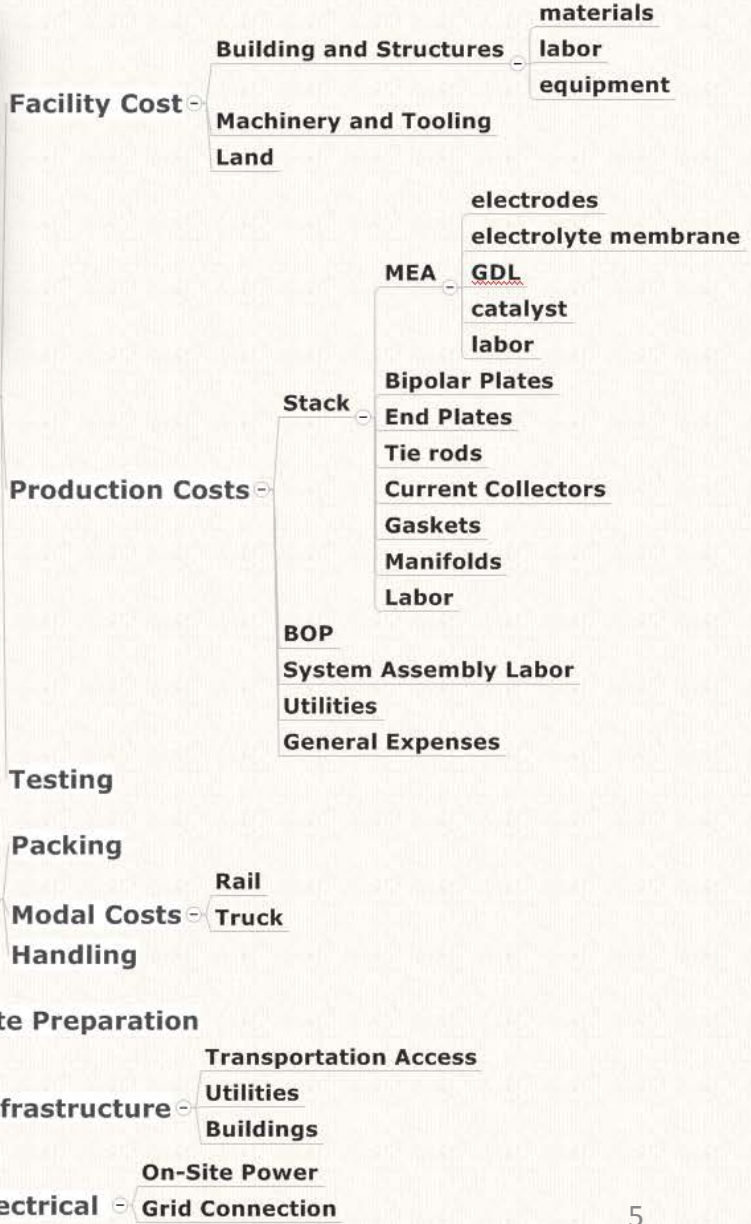 materials
Building and Structures
labor
equipment
Facility Cost
Machinery and Tooling
Land
electrodes
electrolyte membrane
MEA
GDL
catalyst
labor
Bipolar Plates
Stack
End Plates
Tie rods
Production Costs
Current Collectors
Gaskets
Manifolds
Labor
BOP
System Assembly Labor
Utilities
General Expenses
Testing
Packing
Rail
Modal Costs
Truck
Handling
te Preparation
Transportation Access
Utilities
frastructure
Buildings
On-Site Power
ectrical
Grid Connection
5